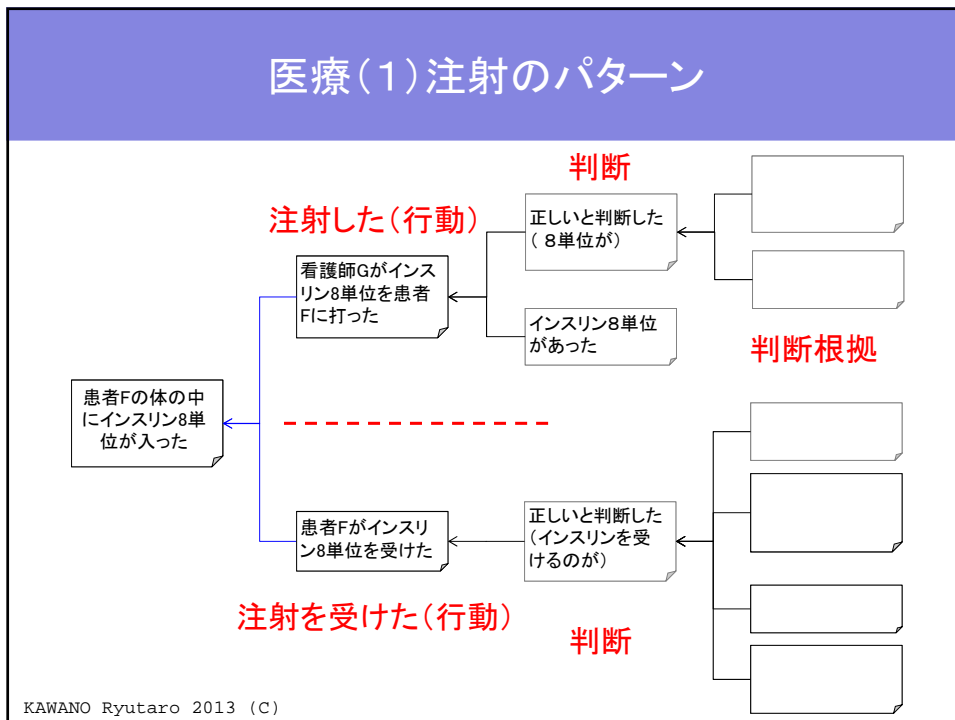 医療(1)注射のパターン
判断
注射した(行動)
正しいと判断した
( 8単位が)
看護師Gがインス
リン8単位を患者
Fに打った
インスリン8単位
があった
判断根拠
患者Fの体の中
にインスリン8単
位が入った
患者Fがインスリ
ン8単位を受けた
正しいと判断した
(インスリンを受
けるのが)
注射を受けた(行動)
判断
KAWANO Ryutaro 2013 (C)